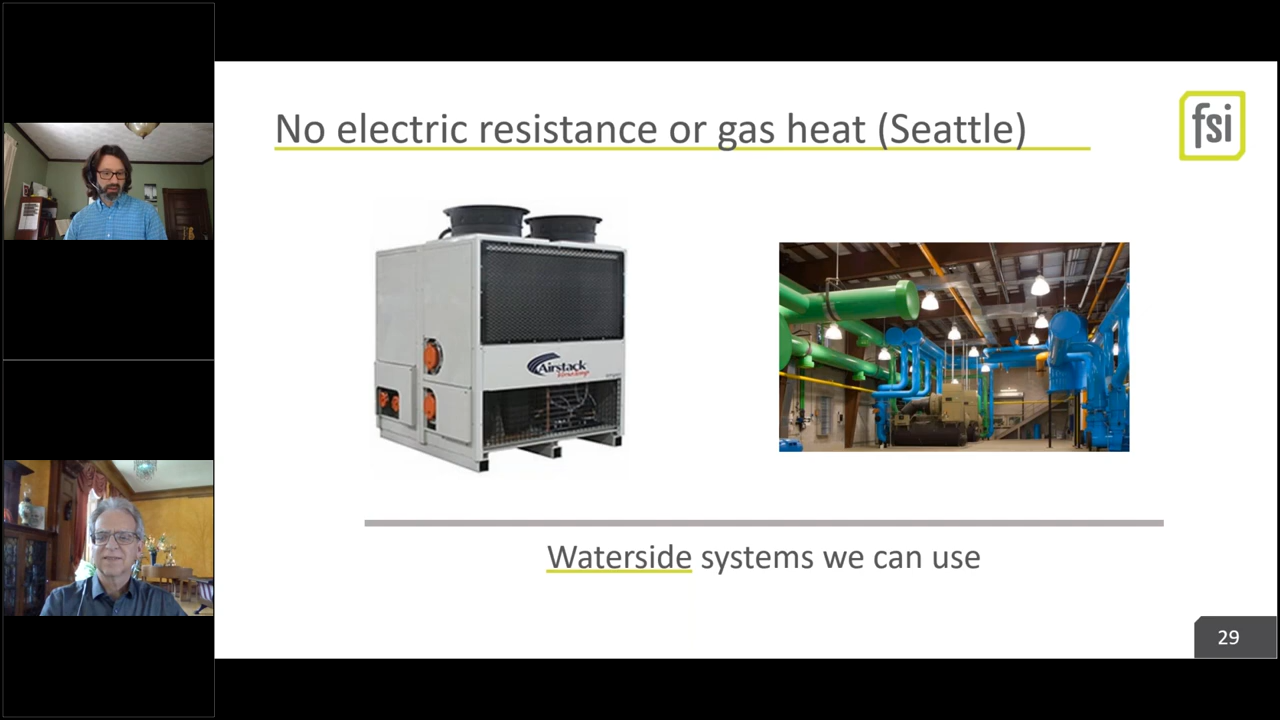 No electric resistance or gas heat (Seattle)
fsi
Airstack
Waterside systems we can use
29